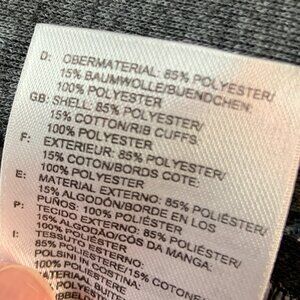 D: OBERMATERIAL: 85% POLYESTER/
15% BAUMWOLLE/BUENDCHEN:
100% POLYESTER
GB: SHELL: 85% POLYESTER/
15% COTTON/RIB CUFFS:
100% POLYESTER
F: EXTERIEUR: 85% POLYESTER/
15% COTON/BORDS COTE:
100% POLYESTER
E: MATERIAL EXTERNO: 85% POLIÉSTER/
15% ALGODÓN/BORDE EN LOS
PUÑOS: 100% POLIÉSTER
P: TECIDO EXTERNO: 85% POLIÉSTER/
15% ALGODÃO/COS DA MANGA:
100% POLIÉSTER
I: TESSUTO ESTERNO:
85% POLIESTERE/15% COTONE
POLSINI IN COSTINA
100% POLIESTERE